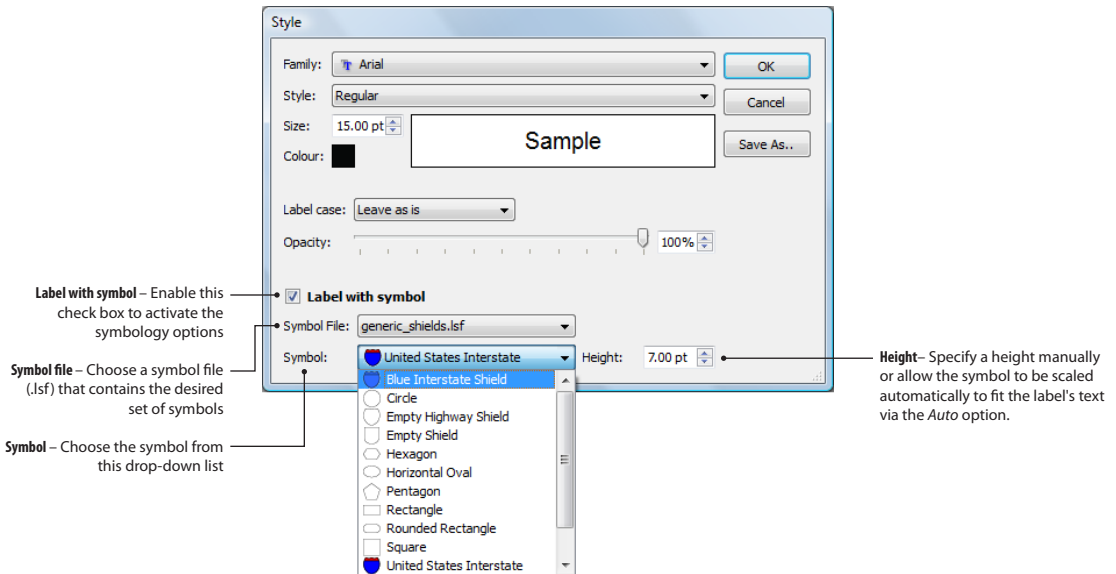 Style
Family: Arial
OK
Style: Regular
Cancel
Size: 15.00 pt
Sample
Save As..
Colour:
Label case: Leave as is
Opacity: 100%
Label with symbol – Enable this
check box to activate the
symbology options
Label with symbol
Symbol File: generic_shields.lsf
Symbol: United States Interstate Height: 7.00 pt
Symbol file – Choose a symbol file
(.lsf) that contains the desired
set of symbols
Symbol – Choose the symbol from
this drop-down list
Blue Interstate Shield
Circle
Empty Highway Shield
Empty Shield
Hexagon
Horizontal Oval
Pentagon
Rectangle
Rounded Rectangle
Square
United States Interstate
Height– Specify a height manually
or allow the symbol to be scaled
automatically to fit the label's text
via the Auto option.